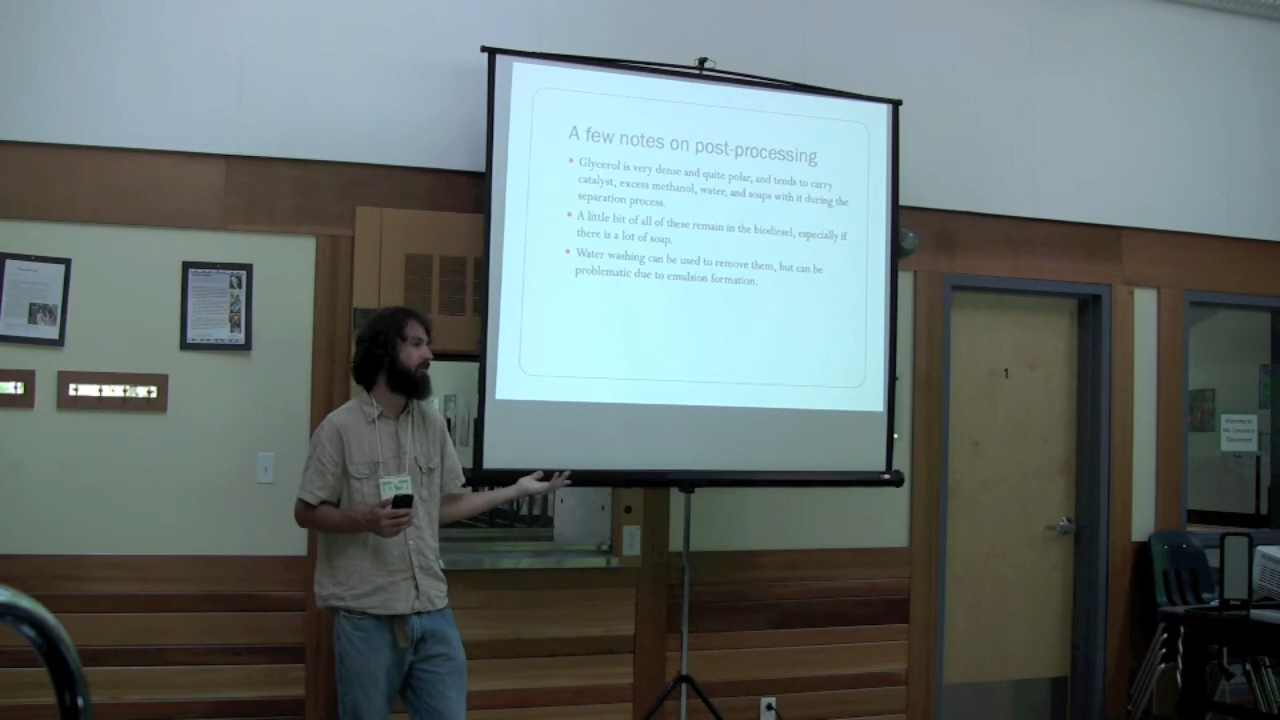 A few notes on post-processing
Glycerol is very dense and quite polar, and tends to carry
catalyst, excess methanol, water, and soaps with it during the
separation process.
A little bit of all of these remain in the biodiesel, especially if
there is a lot of soap.
Water washing can be used to remove them, but can be
problematic due to emulsion formation.
1
Welcome to